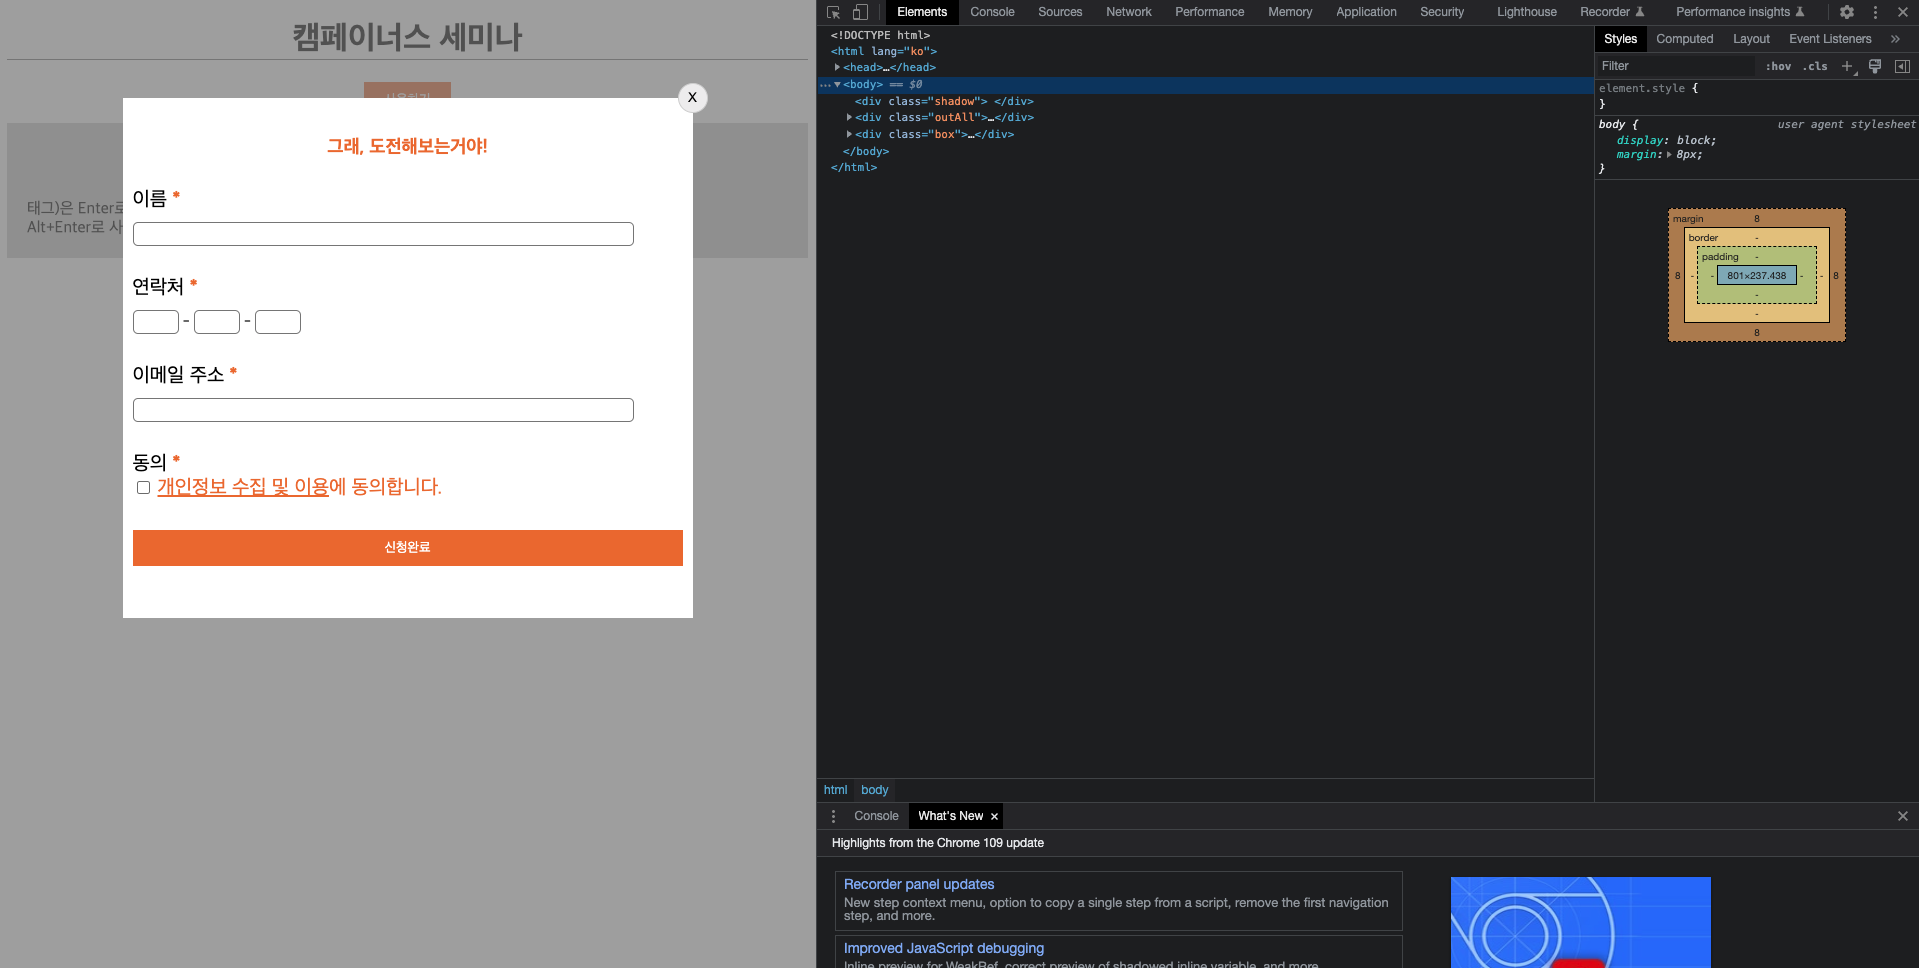 캠페이너스 세미나
X
그래, 도전해보는거야!
이름 *
연락처 *
- -
이메일 주소 *
동의 *
개인정보 수집 및 이용에 동의합니다.
신청완료
태그)은 Enter로
Alt+Enter로 사
Elements Console Sources Network Performance Memory Application Security Lighthouse Recorder Performance insights
<!DOCTYPE html>
<html lang="ko">
<head>…</head>
<body> == $0
<div class="shadow"> </div>
<div class="outAll">…</div>
<div class="box">…</div>
</body>
</html>
html body
Styles Computed Layout Event Listeners »
Filter :hov .cls +
element.style {
}
body { user agent stylesheet
display: block;
margin: 8px;
}
margin 8
border -
padding -
8 - - 801×237.438 - - 8
-
-
8
Console What's New ×
Highlights from the Chrome 109 update
Recorder panel updates
New step context menu, option to copy a single step from a script, remove the first navigation
step, and more.
Improved JavaScript debugging
Inline preview for WeakRef, correct preview of shadowed inline variable, and more.